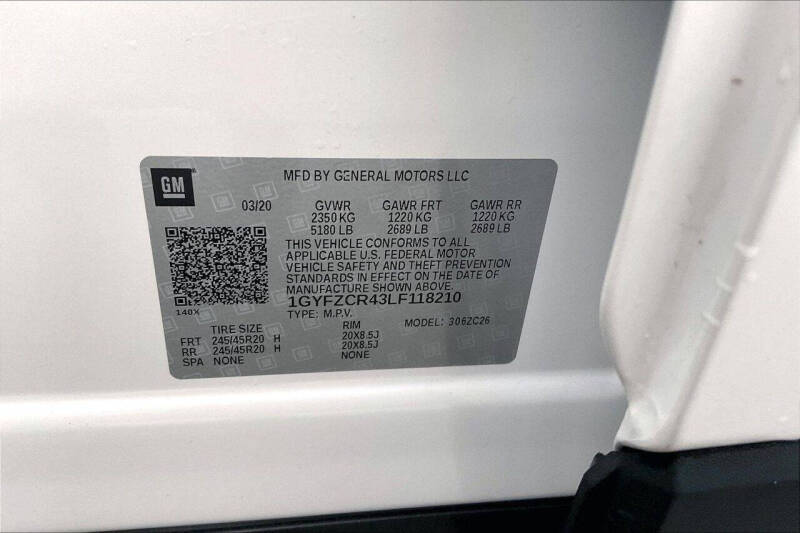 GM
MFD BY GENERAL MOTORS LLC
03/20 GVWR GAWR FRT GAWR RR
2350 KG 1220 KG 1220 KG
5180 LB 2689 LB 2689 LB
THIS VEHICLE CONFORMS TO ALL
APPLICABLE U.S. FEDERAL MOTOR
VEHICLE SAFETY AND THEFT PREVENTION
STANDARDS IN EFFECT ON THE DATE OF
MANUFACTURE SHOWN ABOVE.
140X
1GYFZCR43LF118210
TYPE: M.P.V. MODEL: 306ZC26
TIRE SIZE RIM
FRT 245/45R20 H 20X8.5J
RR 245/45R20 H 20X8.5J
SPA NONE NONE